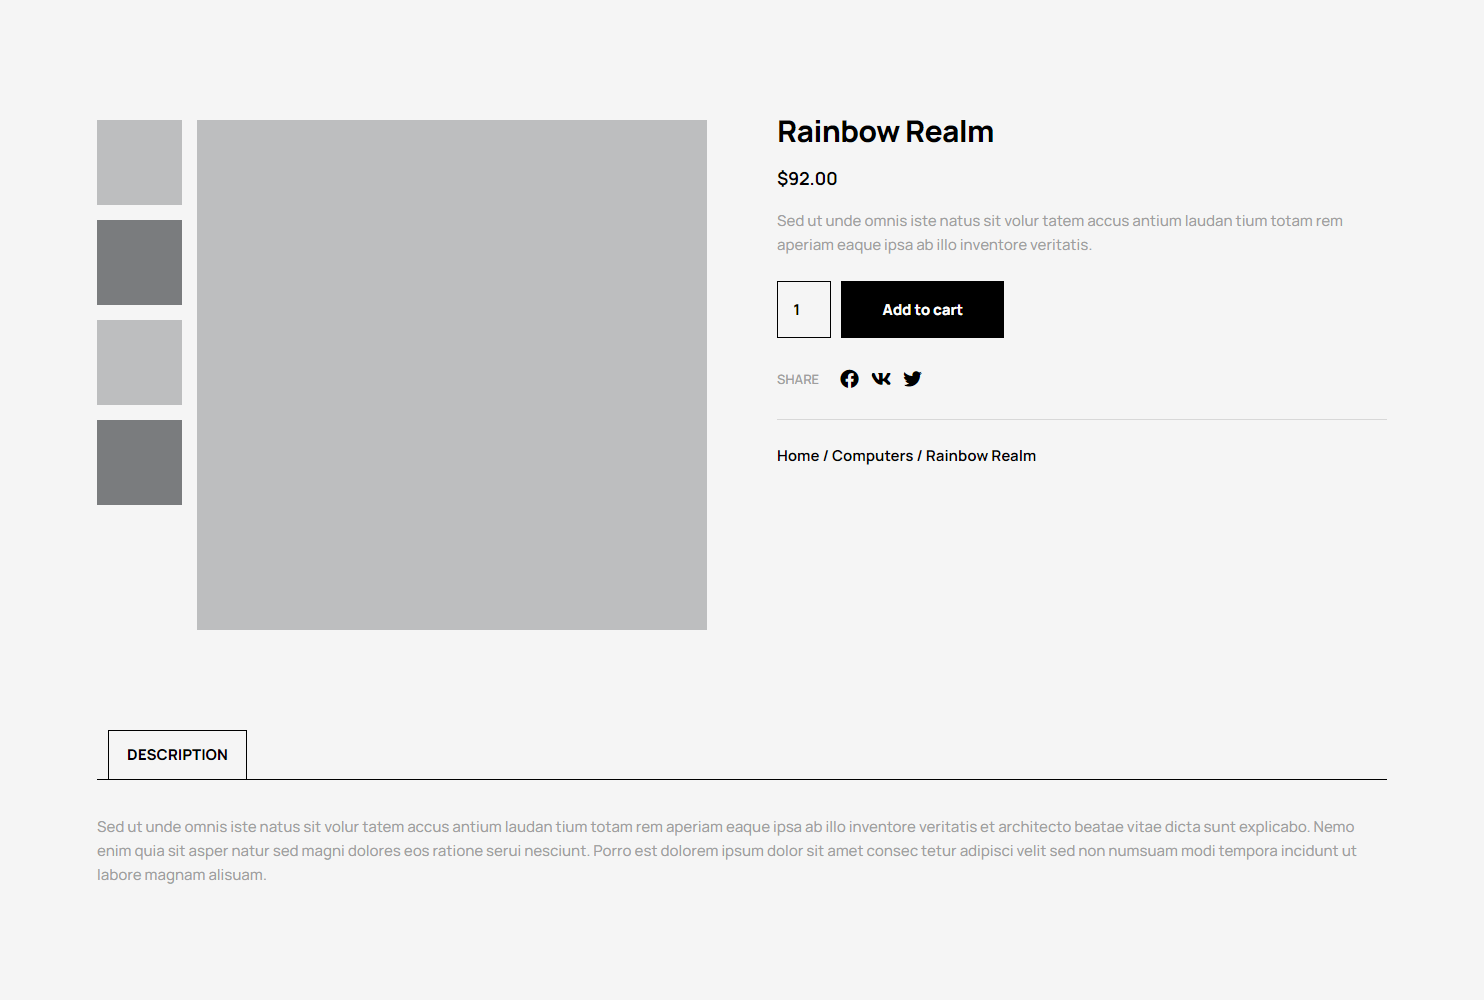 Rainbow Realm
$92.00
Sed ut unde omnis iste natus sit volur tatem accus antium laudan tium totam rem
aperiam eaque ipsa ab illo inventore veritatis.
1
Add to cart
SHARE
Home / Computers / Rainbow Realm
DESCRIPTION
Sed ut unde omnis iste natus sit volur tatem accus antium laudan tium totam rem aperiam eaque ipsa ab illo inventore veritatis et architecto beatae vitae dicta sunt explicabo. Nemo
enim quia sit asper natur sed magni dolores eos ratione serui nesciunt. Porro est dolorem ipsum dolor sit amet consec tetur adipisci velit sed non numsuam modi tempora incidunt ut
labore magnam alisuam.